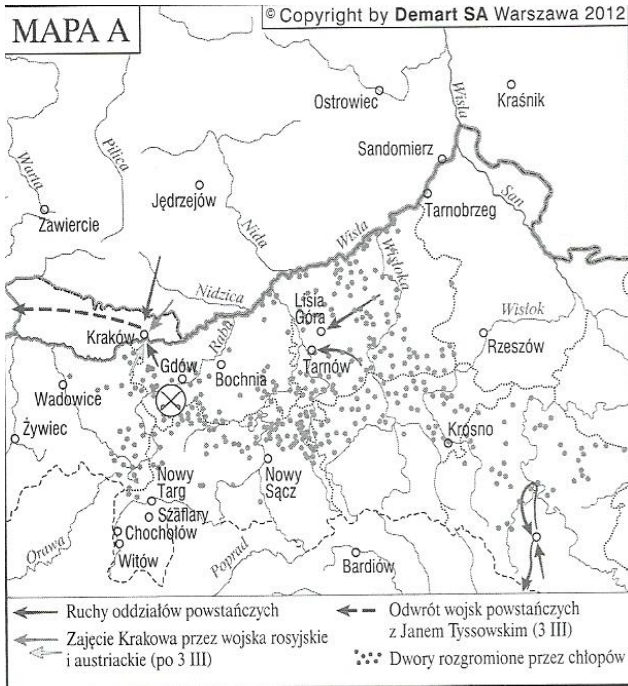 MAPA A
© Copyright by Demart SA Warszawa 2012
Ostrowiec
Kraśnik
Wisła
Pilica
Warta
Sandomierz
Jędrzejów
San
Zawiercie
Nida
Tarnobrzeg
Wisła
Wisłoka
Nidzica
Lisia
Góra
Wisłok
Kraków
Raba
Rzeszów
Gdów
Bochnia
Tarnów
Wadowice
Żywiec
Krosno
Nowy
Targ
Nowy
Sącz
Szaflary
Chochołów
Orawa
Witów
Poprad
Bardiów
Ruchy oddziałów powstańczych
Zajęcie Krakowa przez wojska rosyjskie
i austriackie (po 3 III)
Odwrót wojsk powstańczych
z Janem Tyssowskim (3 III)
Dwory rozgromione przez chłopów